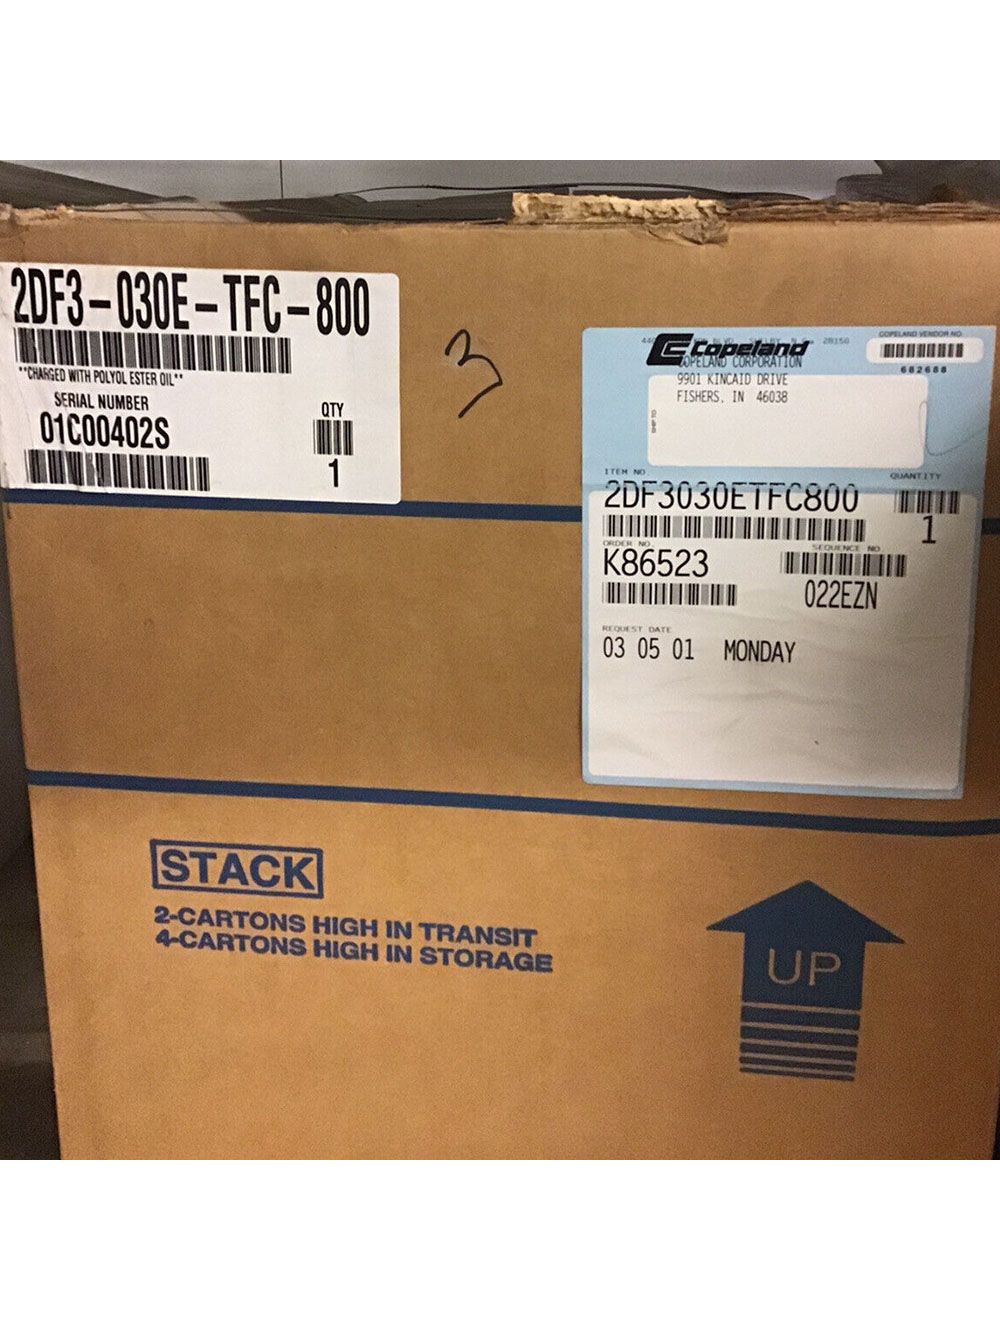 2DF3-030E-TFC-800
**CHARGED WITH POLYOL ESTER OIL**
SERIAL NUMBER
01C00402S
QTY
1
3
Copeland
COPELAND VENDOR NO.
682688
COPELAND CORPORATION
9901 KINCAID DRIVE
FISHERS, IN 46038
SHIP TO
ITEM NO
2DF3030ETFC800
QUANTITY
1
ORDER NO.
K86523
SEQUENCE NO
022EZN
REQUEST DATE
03 05 01 MONDAY
STACK
2-CARTONS HIGH IN TRANSIT
4-CARTONS HIGH IN STORAGE
UP